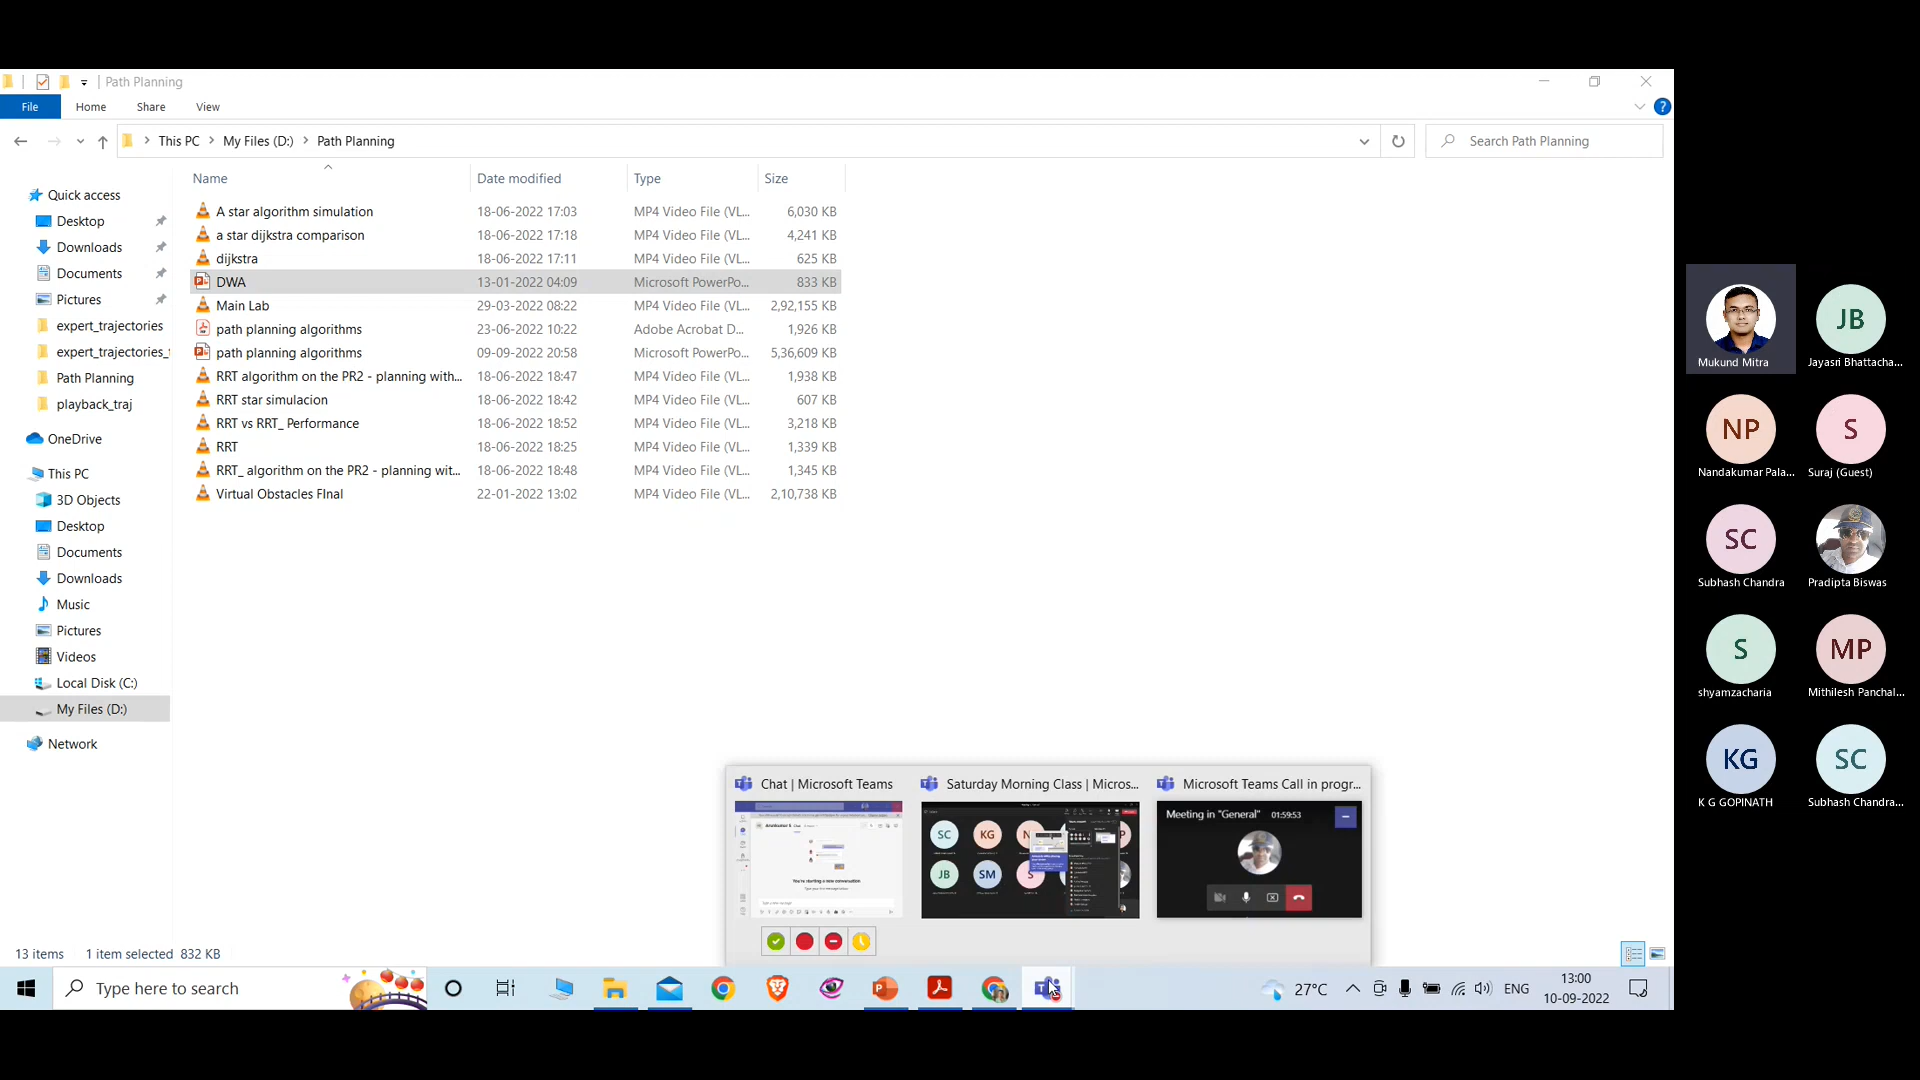 Path Planning
File Home Share View
This PC > My Files (D:) > Path Planning
Search Path Planning
Name Date modified Type Size
A star algorithm simulation 18-06-2022 17:03 MP4 Video File (VL... 6,030 KB
a star dijkstra comparison 18-06-2022 17:18 MP4 Video File (VL... 4,241 KB
dijkstra 18-06-2022 17:11 MP4 Video File (VL... 625 KB
DWA 13-01-2022 04:09 Microsoft PowerPo... 833 KB
Main Lab 29-03-2022 08:22 MP4 Video File (VL... 2,92,155 KB
path planning algorithms 23-06-2022 10:22 Adobe Acrobat D... 1,926 KB
path planning algorithms 09-09-2022 20:58 Microsoft PowerPo... 5,36,609 KB
RRT algorithm on the PR2 - planning with... 18-06-2022 18:47 MP4 Video File (VL... 1,938 KB
RRT star simulacion 18-06-2022 18:42 MP4 Video File (VL... 607 KB
RRT vs RRT_ Performance 18-06-2022 18:52 MP4 Video File (VL... 3,218 KB
RRT 18-06-2022 18:25 MP4 Video File (VL... 1,339 KB
RRT_ algorithm on the PR2 - planning wit... 18-06-2022 18:48 MP4 Video File (VL... 1,345 KB
Virtual Obstacles FInal 22-01-2022 13:02 MP4 Video File (VL... 2,10,738 KB
Quick access
Desktop
Downloads
Documents
Pictures
expert_trajectories
expert_trajectories_
Path Planning
playback_traj
OneDrive
This PC
3D Objects
Desktop
Documents
Downloads
Music
Pictures
Videos
Local Disk (C:)
My Files (D:)
Network
Chat | Microsoft Teams
Saturday Morning Class | Micros...
Microsoft Teams Call in progr...
SC KG
JB SM S
Meeting in "General" 01:59:53
13 items 1 item selected 832 KB
Type here to search
27°C
ENG
13:00
10-09-2022
Mukund Mitra
JB
Jayasri Bhattacha...
NP
Nandakumar Pala...
S
Suraj (Guest)
SC
Subhash Chandra
Pradipta Biswas
S
shyamzacharia
MP
Mithilesh Panchal...
KG
K G GOPINATH
SC
Subhash Chandra...